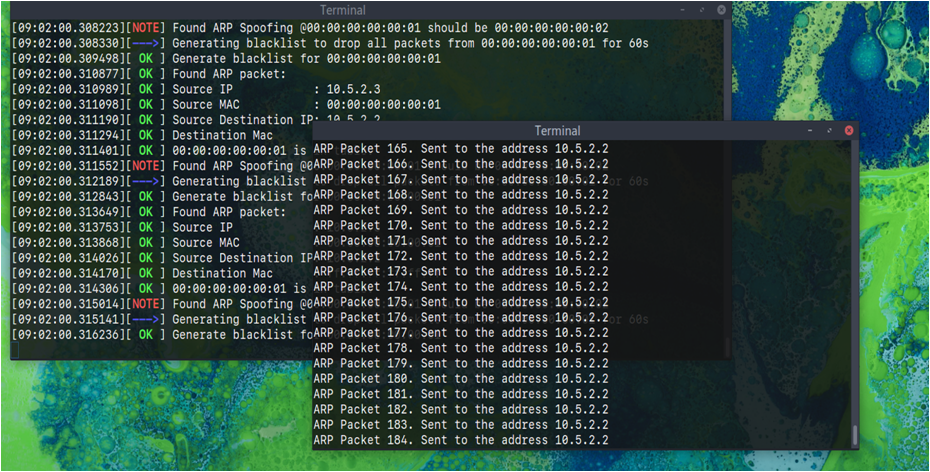 Terminal
[09:02:00.308223][NOTE] Found ARP Spoofing @00:00:00:00:00:01 should be 00:00:00:00:00:02
[09:02:00.308330][--->] Generating blacklist to drop all packets from 00:00:00:00:00:01 for 60s
[09:02:00.309498][ OK ] Generate blacklist for 00:00:00:00:00:01
[09:02:00.310877][ OK ] Found ARP packet:
[09:02:00.310989][ OK ] Source IP : 10.5.2.3
[09:02:00.311098][ OK ] Source MAC : 00:00:00:00:00:01
[09:02:00.311190][ OK ] Source Destination IP: 10.5.2.2
[09:02:00.311294][ OK ] Destination Mac
[09:02:00.311401][ OK ] 00:00:00:00:00:01 is
[09:02:00.311552][NOTE] Found ARP Spoofing @0
[09:02:00.312189][--->] Generating blacklist
[09:02:00.312843][ OK ] Generate blacklist fo
[09:02:00.313649][ OK ] Found ARP packet:
[09:02:00.313753][ OK ] Source IP
[09:02:00.313868][ OK ] Source MAC
[09:02:00.314026][ OK ] Source Destination IP
[09:02:00.314170][ OK ] Destination Mac
[09:02:00.314306][ OK ] 00:00:00:00:00:01 is
[09:02:00.315014][NOTE] Found ARP Spoofing @0
[09:02:00.315141][--->] Generating blacklist
[09:02:00.316236][ OK ] Generate blacklist fo
Terminal
ARP Packet 165. Sent to the address 10.5.2.2
ARP Packet 166. Sent to the address 10.5.2.2
ARP Packet 167. Sent to the address 10.5.2.2
ARP Packet 168. Sent to the address 10.5.2.2
ARP Packet 169. Sent to the address 10.5.2.2
ARP Packet 170. Sent to the address 10.5.2.2
ARP Packet 171. Sent to the address 10.5.2.2
ARP Packet 172. Sent to the address 10.5.2.2
ARP Packet 173. Sent to the address 10.5.2.2
ARP Packet 174. Sent to the address 10.5.2.2
ARP Packet 175. Sent to the address 10.5.2.2
ARP Packet 176. Sent to the address 10.5.2.2
ARP Packet 177. Sent to the address 10.5.2.2
ARP Packet 178. Sent to the address 10.5.2.2
ARP Packet 179. Sent to the address 10.5.2.2
ARP Packet 180. Sent to the address 10.5.2.2
ARP Packet 181. Sent to the address 10.5.2.2
ARP Packet 182. Sent to the address 10.5.2.2
ARP Packet 183. Sent to the address 10.5.2.2
ARP Packet 184. Sent to the address 10.5.2.2